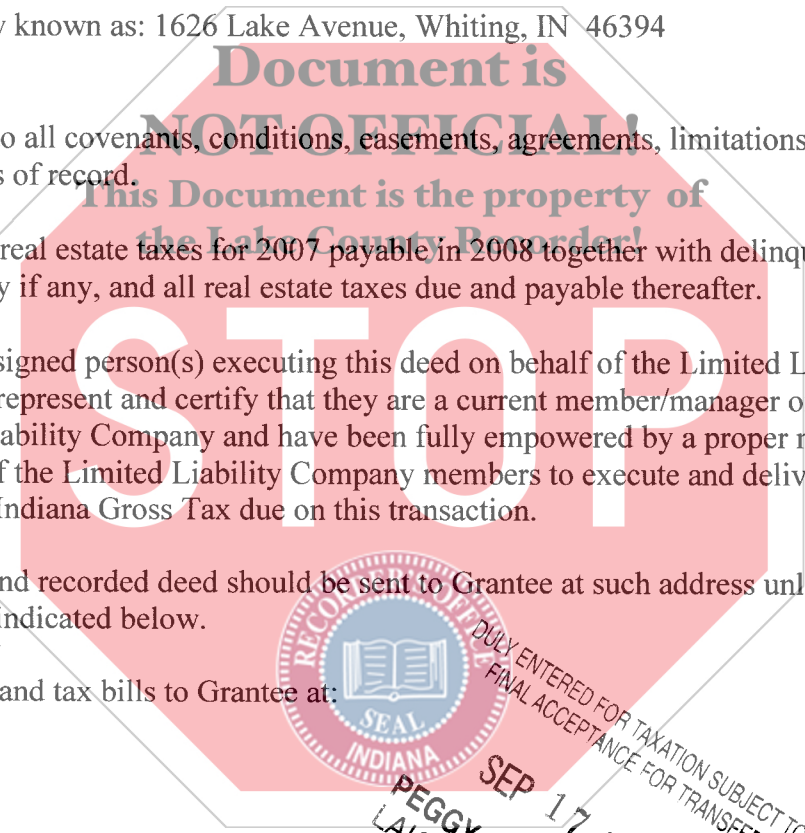 known as: 1626 Lake Avenue, Whiting, IN 46394
Document is
NOT OFFICIAL!
o all covenants, conditions, easements, agreements, limitations
s of record.
This Document is the property of
the Lake County Recorder!
real estate taxes for 2007 payable in 2008 together with delinqu
y if any, and all real estate taxes due and payable thereafter.
STOP
signed person(s) executing this deed on behalf of the Limited L
represent and certify that they are a current member/manager o
ability Company and have been fully empowered by a proper r
f the Limited Liability Company members to execute and deliv
Indiana Gross Tax due on this transaction.
nd recorded deed should be sent to Grantee at such address unl
indicated below.
and tax bills to Grantee at:
RECORDER'S OFFICE
SEAL
INDIANA
DULY ENTERED FOR TAXATION SUBJECT TO
FINAL ACCEPTANCE FOR TRANSFER
SEP 17
PEGGY